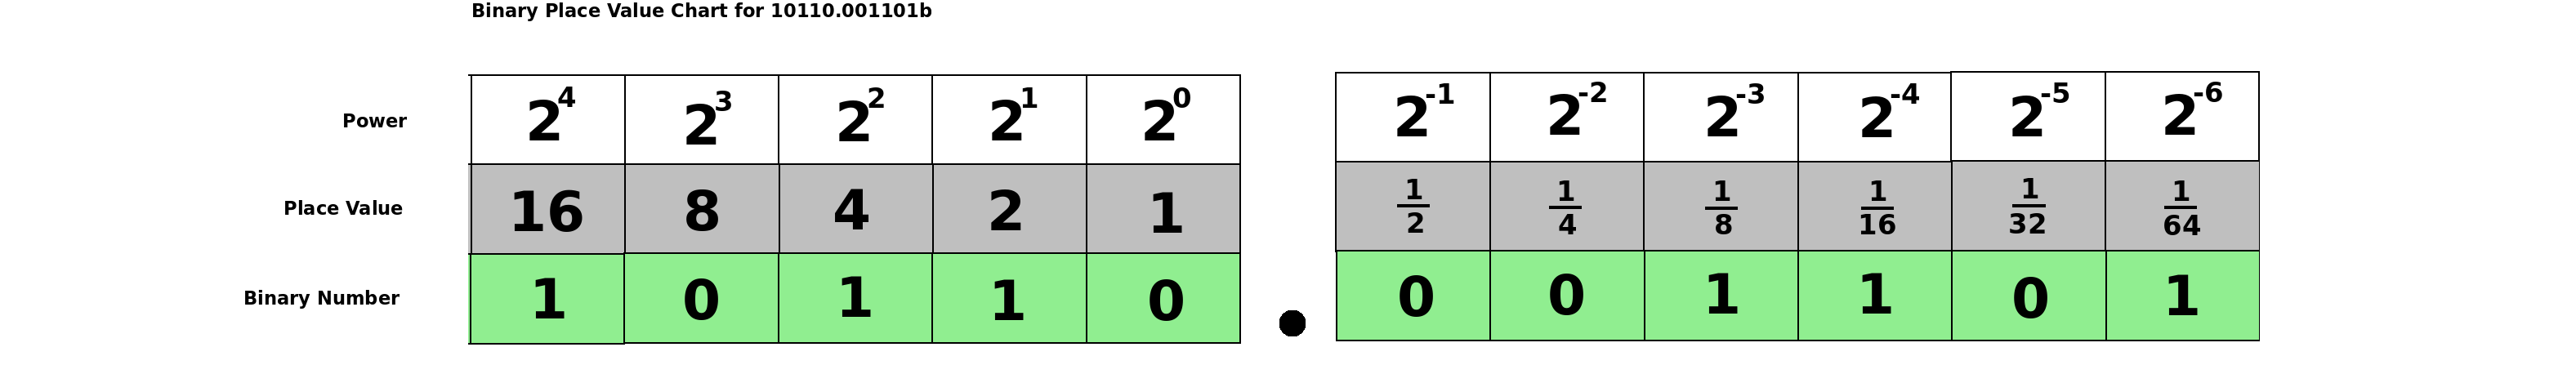 Binary Place Value Chart for 10110.001101b
Power 2^4 2^3 2^2 2^1 2^0 2^-1 2^-2 2^-3 2^-4 2^-5 2^-6
Place Value 16 8 4 2 1 1/2 1/4 1/8 1/16 1/32 1/64
Binary Number 1 0 1 1 0 . 0 0 1 1 0 1